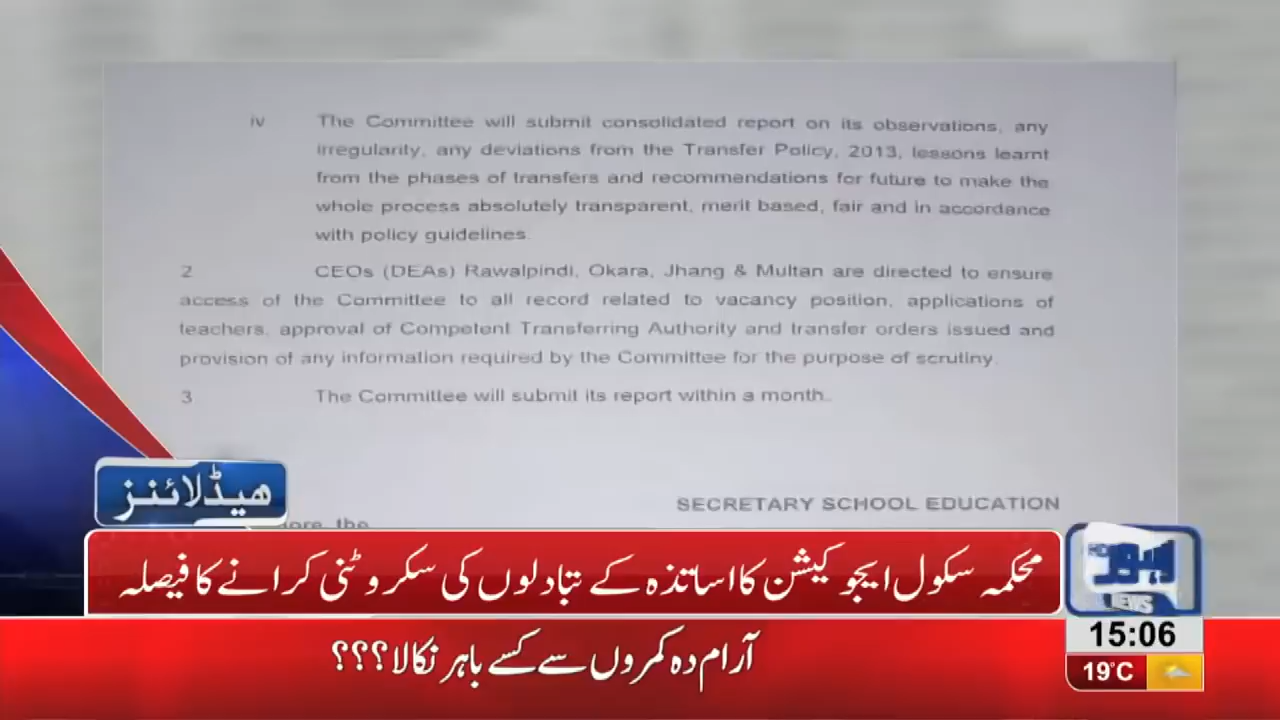 iv The Committee will submit consolidated report on its observations, any
irregularity, any deviations from the Transfer Policy, 2013, lessons learnt
from the phases of transfers and recommendations for future to make the
whole process absolutely transparent, merit based, fair and in accordance
with policy guidelines.
2 CEOs (DEAs) Rawalpindi, Okara, Jhang & Multan are directed to ensure
access of the Committee to all record related to vacancy position, applications of
teachers, approval of Competent Transferring Authority and transfer orders issued and
provision of any information required by the Committee for the purpose of scrutiny.
3 The Committee will submit its report within a month.
SECRETARY SCHOOL EDUCATION
the
ھیڈلائنز
محکمہ سکول ایجوکیشن کا اساتذہ کے تبادلوں کی سکروٹنی کرانے کا فیصلہ
آرام دہ کمروں سے کسے باہر نکالا؟؟؟
لاہور
NEWS
15:06
19°C